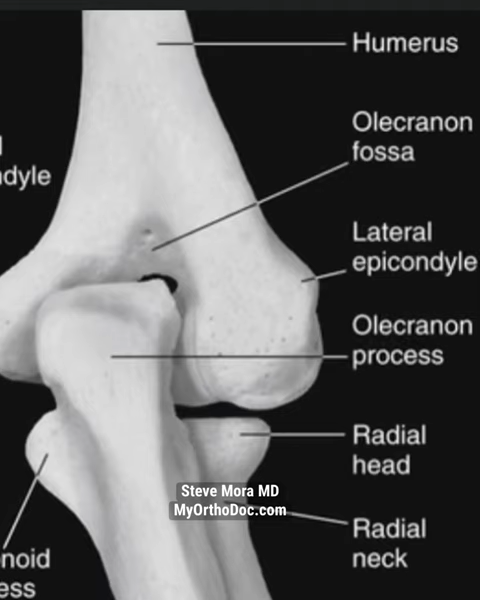 Humerus
Olecranon
fossa
Lateral
epicondyle
Olecranon
process
Radial
head
Steve Mora MD
MyOrthoDoc.com
Radial
neck